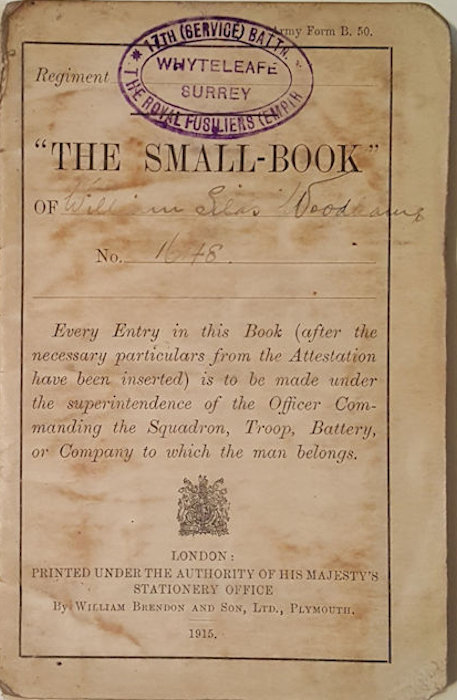 Army Form B. 50.
* 17TH (SERVICE) BATTN. *
WHYTELEAFE
SURREY
THE ROYAL FUSILIERS (EMPIR
Regiment
"THE SMALL-BOOK"
OF William Silas
No. 1648.
Every Entry in this Book (after the
necessary particulars from the Attestation
have been inserted) is to be made under
the superintendence of the Officer Com-
manding the Squadron, Troop, Battery,
or Company to which the man belongs.
LONDON:
PRINTED UNDER THE AUTHORITY OF HIS MAJESTY'S
STATIONERY OFFICE
By WILLIAM BRENDON AND SON, LTD., PLYMOUTH.
1915.